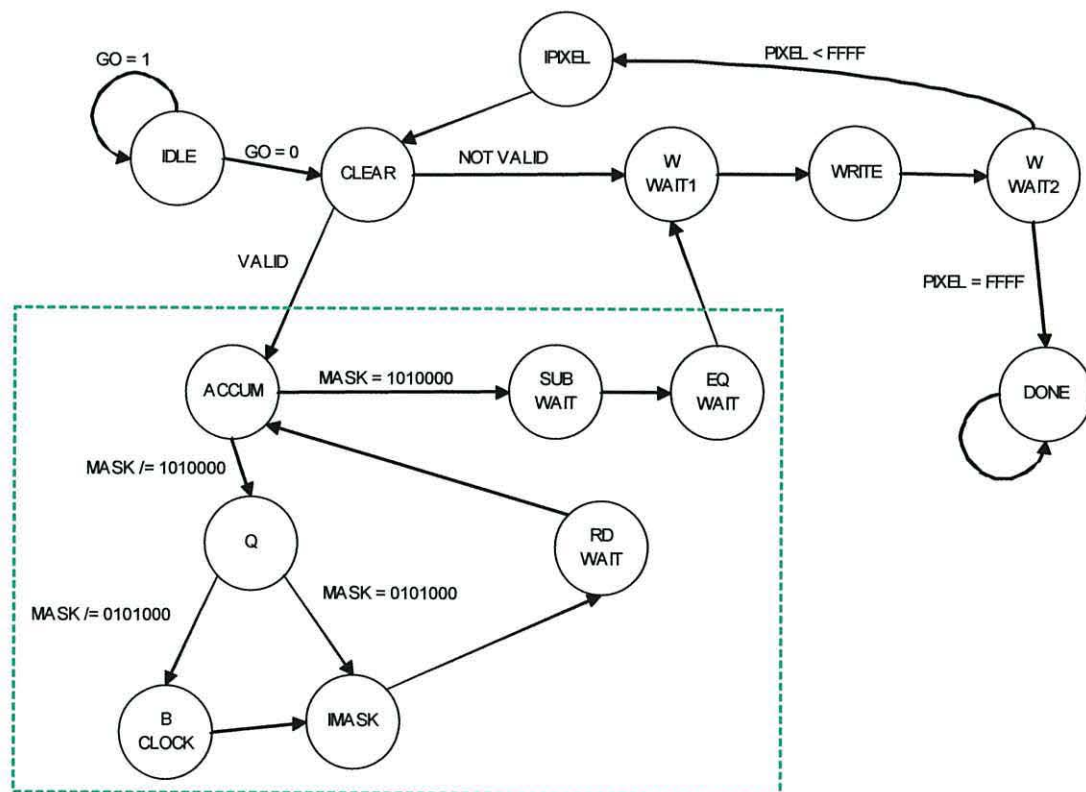 GO = 1
IPIXEL
PIXEL < FFFF
IDLE
GO = 0
CLEAR
NOT VALID
W
WAIT1
WRITE
W
WAIT2
VALID
PIXEL = FFFF
ACCUM
MASK = 1010000
SUB
WAIT
EQ
WAIT
DONE
MASK /= 1010000
Q
RD
WAIT
MASK /= 0101000
MASK = 0101000
B
CLOCK
IMASK